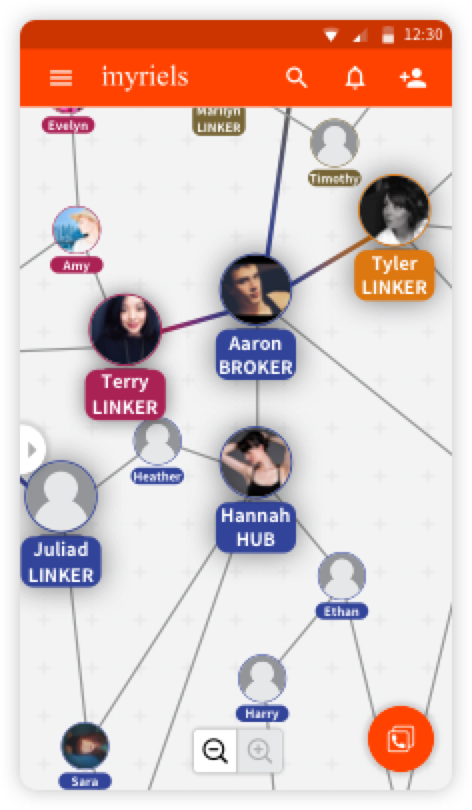 12:30
myriels
Marilyn
LINKER
Evelyn
Timothy
Amy
Tyler
LINKER
Aaron
BROKER
Terry
LINKER
Heather
Hannah
HUB
Juliad
LINKER
Ethan
Harry
Sara